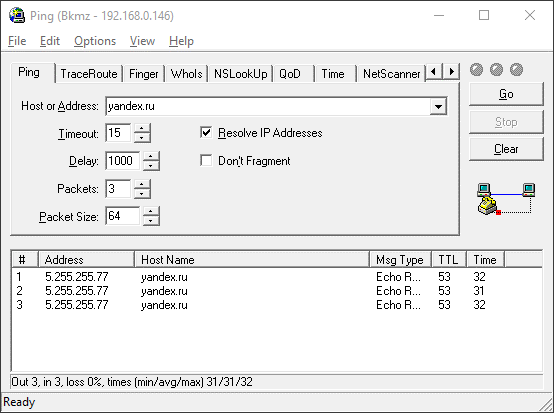 Ping (Bkmz - 192.168.0.146)
File Edit Options View Help
Ping TraceRoute Finger WhoIs NSLookUp QoD Time NetScanner
Host or Address: yandex.ru
Go
Timeout: 15 Resolve IP Addresses
Stop
Delay: 1000 Don't Fragment
Clear
Packets: 3
Packet Size: 64
# Address Host Name Msg Type TTL Time
1 5.255.255.77 yandex.ru Echo R... 53 32
2 5.255.255.77 yandex.ru Echo R... 53 31
3 5.255.255.77 yandex.ru Echo R... 53 32
Out 3, in 3, loss 0%, times (min/avg/max) 31/31/32
Ready